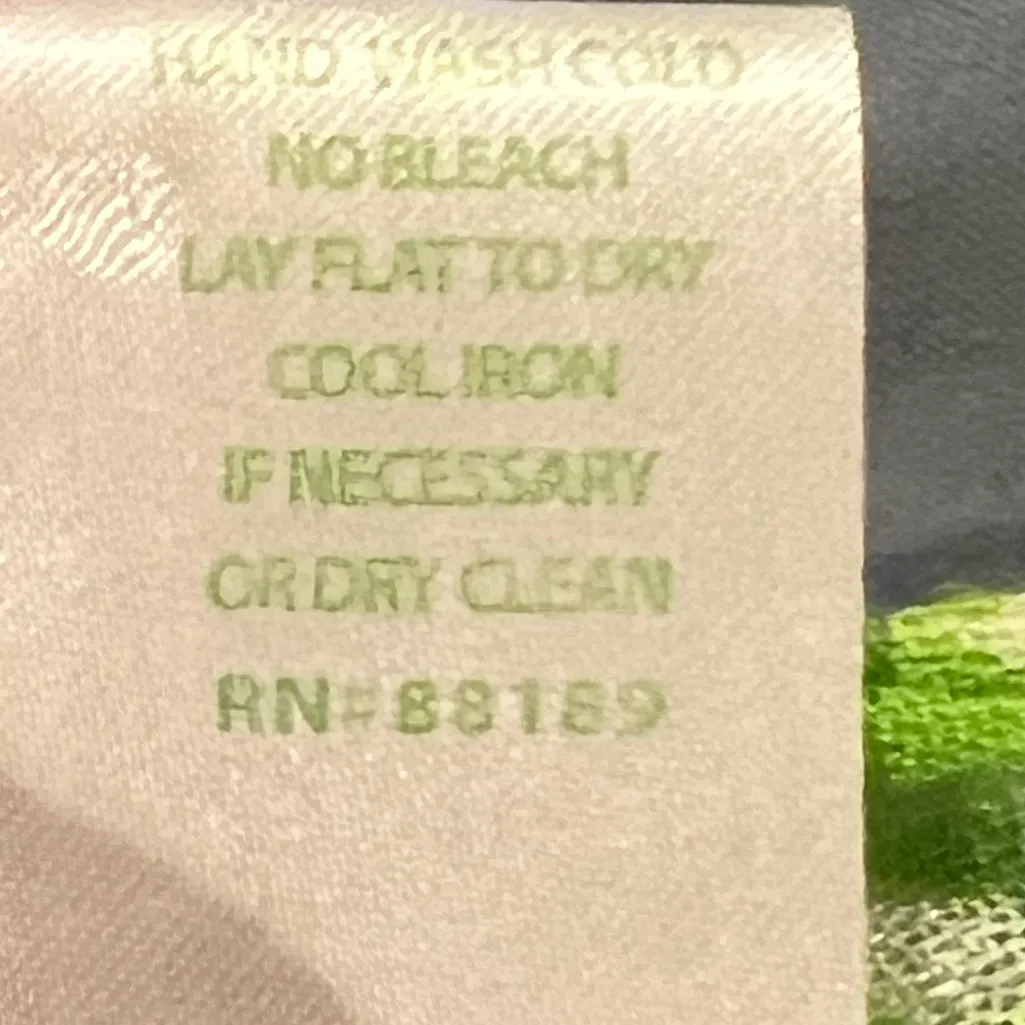 HAND WASH COLD
NO BLEACH
LAY FLAT TO DRY
COOL IRON
IF NECESSARY
OR DRY CLEAN
RN# 88189